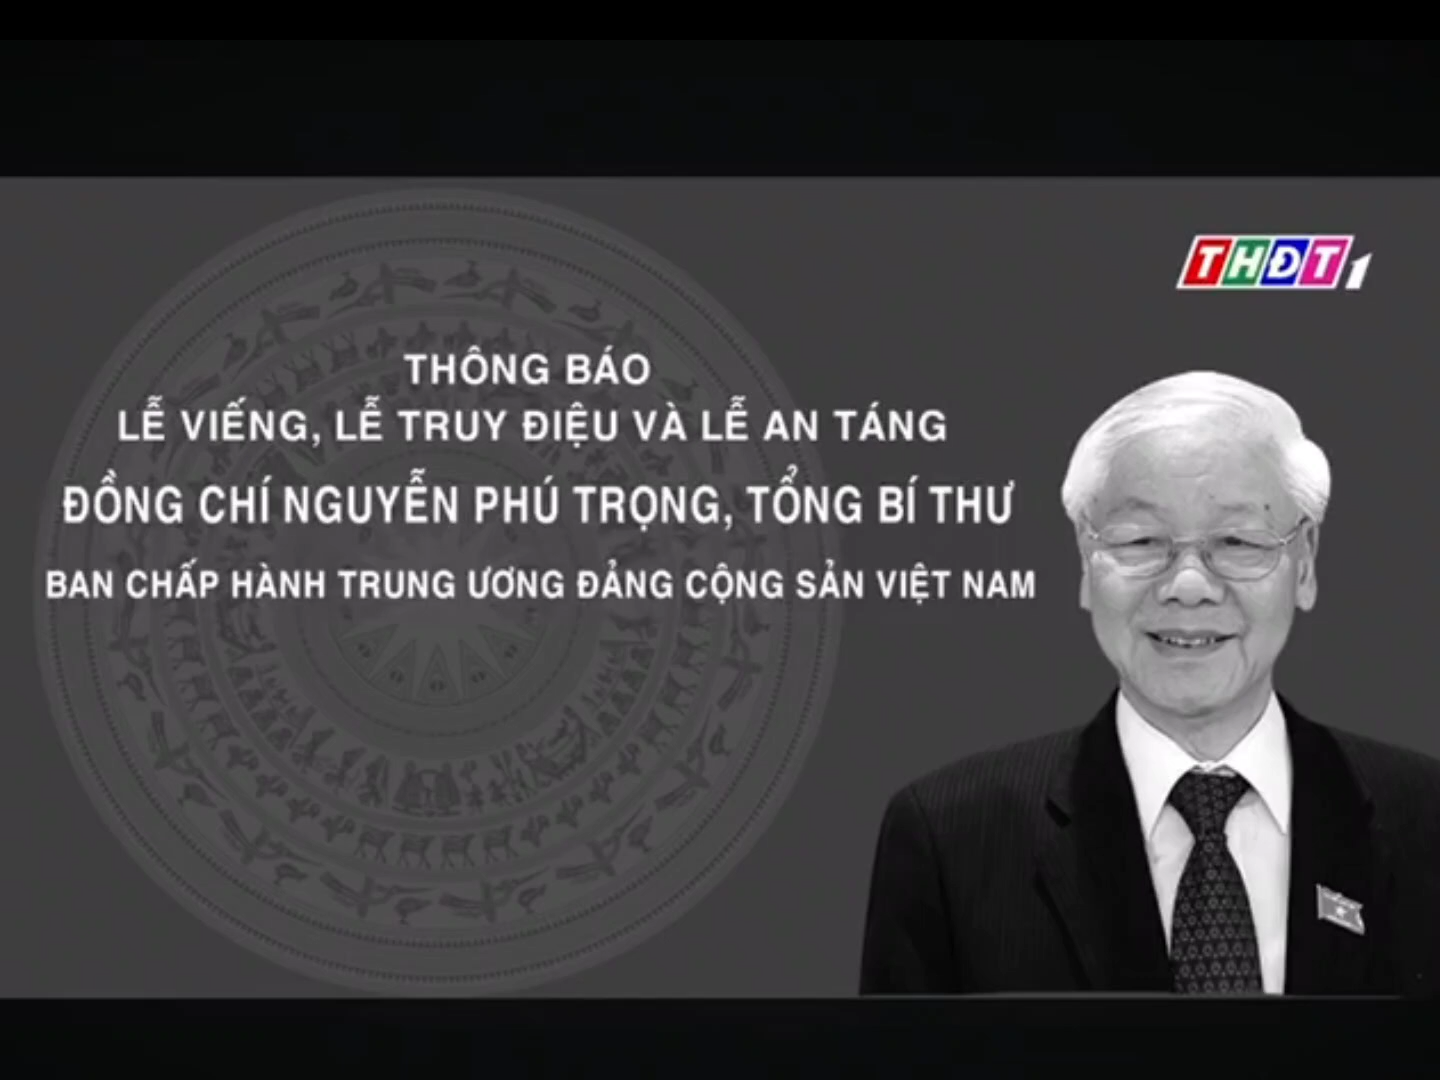 THĐT1
THÔNG BÁO
LỄ VIẾNG, LỄ TRUY ĐIỆU VÀ LỄ AN TÁNG
ĐỒNG CHÍ NGUYỄN PHÚ TRỌNG, TỔNG BÍ THƯ
BAN CHẤP HÀNH TRUNG ƯƠNG ĐẢNG CỘNG SẢN VIỆT NAM